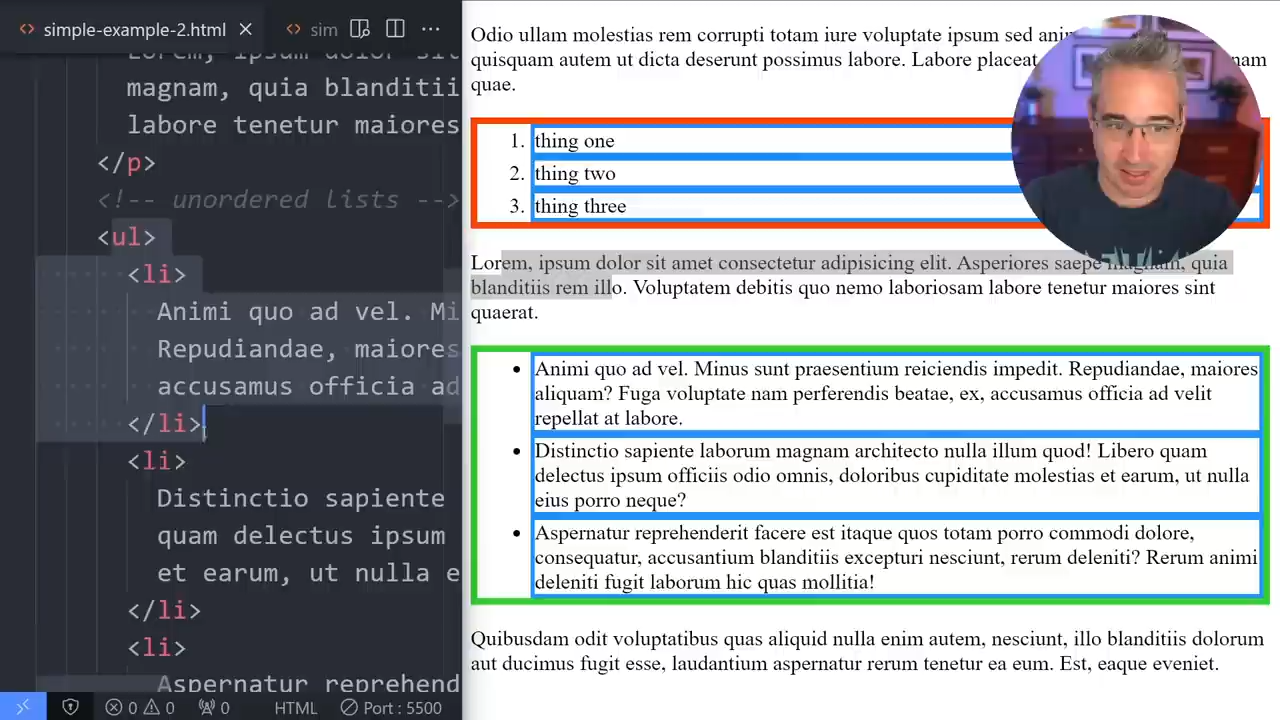 simple-example-2.html
sim
Lorem, ipsum dolor sit
magnam, quia blanditii
labore tenetur maiores
</p>
<!-- unordered lists -->
<ul>
<li>
Animi quo ad vel. Mi
Repudiandae, maiores
accusamus officia ad
</li>
<li>
Distinctio sapiente
quam delectus ipsum
et earum, ut nulla e
</li>
<li>
Aspernatur reprehend
0 0 0 HTML Port : 5500
Odio ullam molestias rem corrupti totam iure voluptate ipsum sed
quisquam autem ut dicta deserunt possimus labore. Labore placeat
quae.
1. thing one
2. thing two
3. thing three
Lorem, ipsum dolor sit amet consectetur adipisicing elit. Asperiores saepe magnam, quia
blanditiis rem illo. Voluptatem debitis quo nemo laboriosam labore tenetur maiores sint
quaerat.
• Animi quo ad vel. Minus sunt praesentium reiciendis impedit. Repudiandae, maiores
aliquam? Fuga voluptate nam perferendis beatae, ex, accusamus officia ad velit
repellat at labore.
• Distinctio sapiente laborum magnam architecto nulla illum quod! Libero quam
delectus ipsum officiis odio omnis, doloribus cupiditate molestias et earum, ut nulla
eius porro neque?
• Aspernatur reprehenderit facere est itaque quos totam porro commodi dolore,
consequatur, accusantium blanditiis excepturi nesciunt, rerum deleniti? Rerum animi
deleniti fugit laborum hic quas mollitia!
Quibusdam odit voluptatibus quas aliquid nulla enim autem, nesciunt, illo blanditiis dolorum
aut ducimus fugit esse, laudantium aspernatur rerum tenetur ea eum. Est, eaque eveniet.